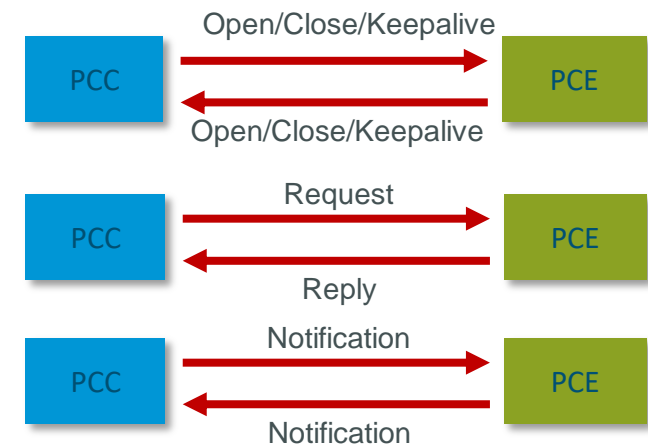 Open/Close/Keepalive
PCC
PCE
Open/Close/Keepalive
Request
PCC
PCE
Reply
Notification
PCC
PCE
Notification